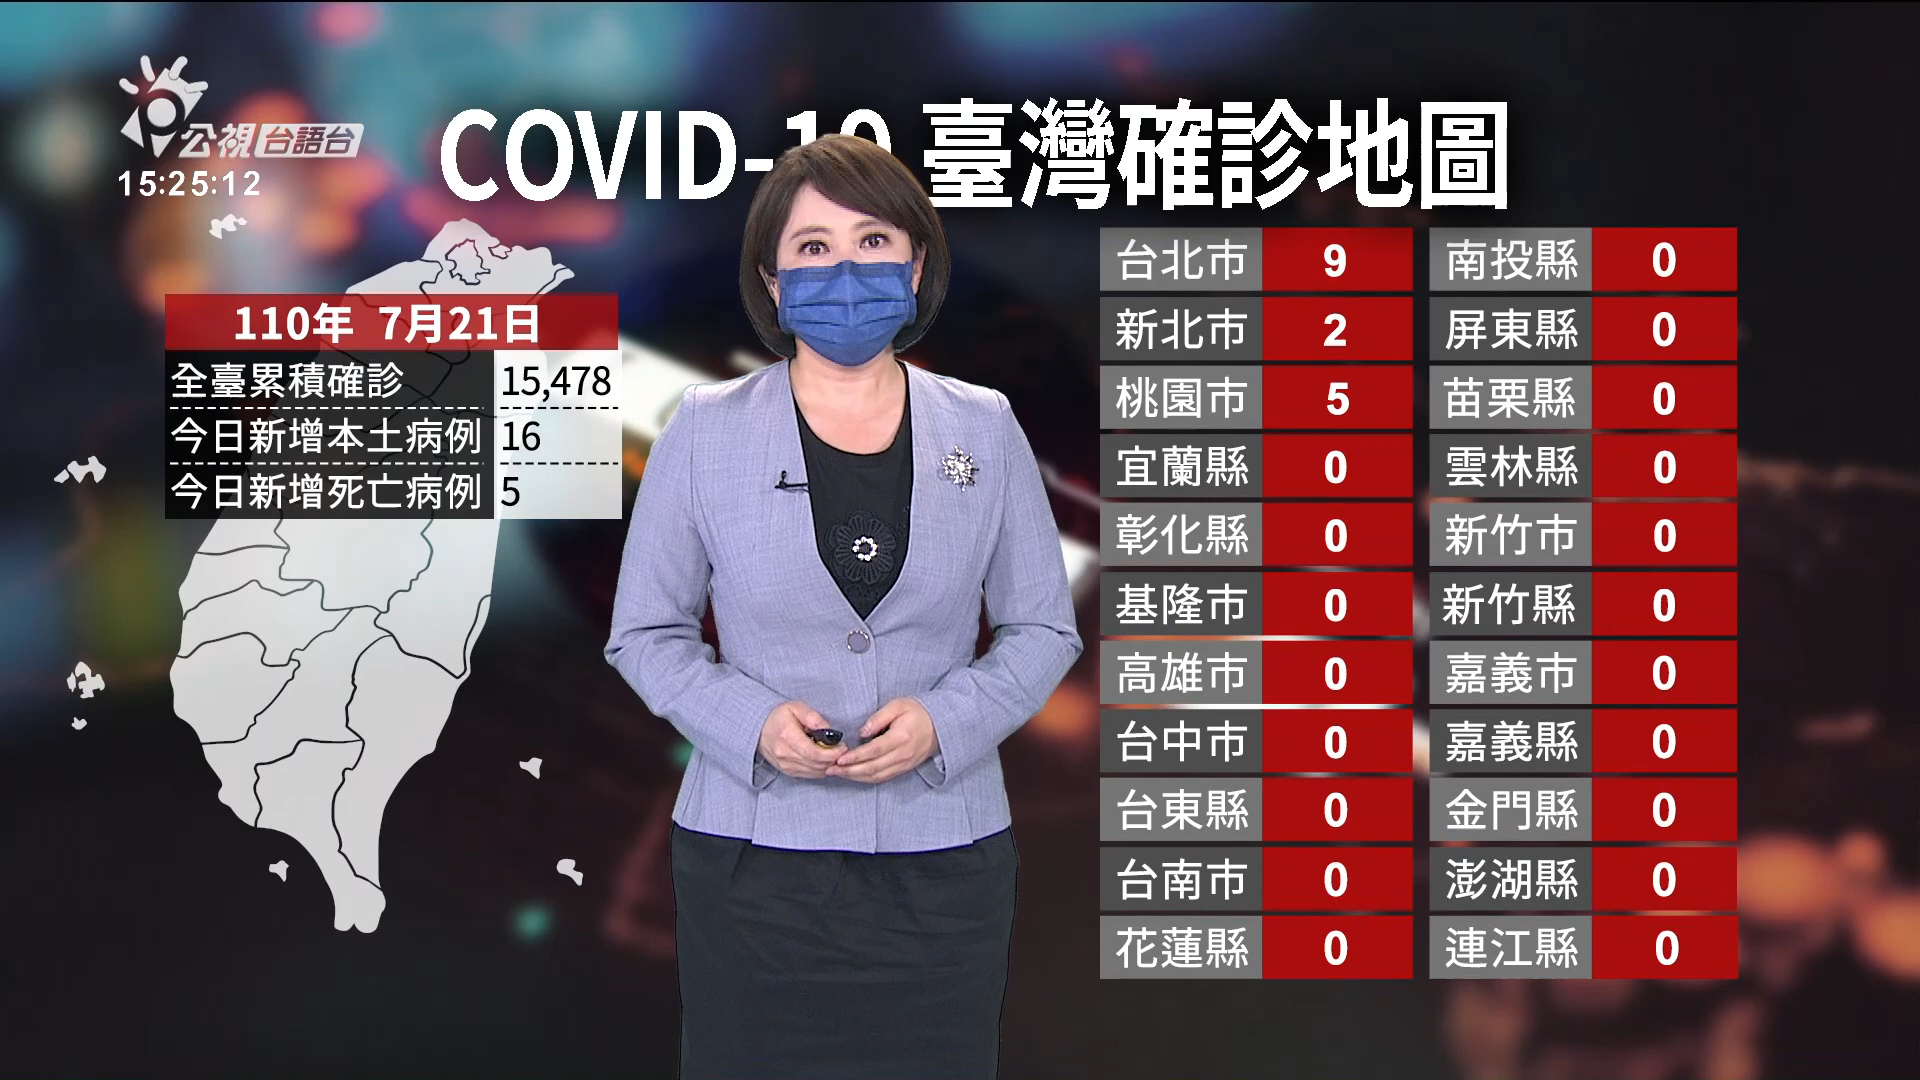 公視台語台
15:25:12
COVID-19 臺灣確診地圖
110年 7月21日
全臺累積確診 15,478
今日新增本土病例 16
今日新增死亡病例 5
台北市 9 南投縣 0
新北市 2 屏東縣 0
桃園市 5 苗栗縣 0
宜蘭縣 0 雲林縣 0
彰化縣 0 新竹市 0
基隆市 0 新竹縣 0
高雄市 0 嘉義市 0
台中市 0 嘉義縣 0
台東縣 0 金門縣 0
台南市 0 澎湖縣 0
花蓮縣 0 連江縣 0